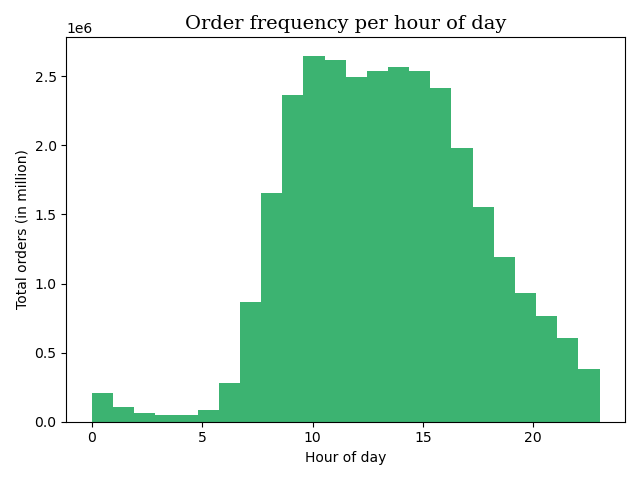 Order frequency per hour of day
1e6
Total orders (in million)
2.5
2.0
1.5
1.0
0.5
0.0
0 5 10 15 20
Hour of day